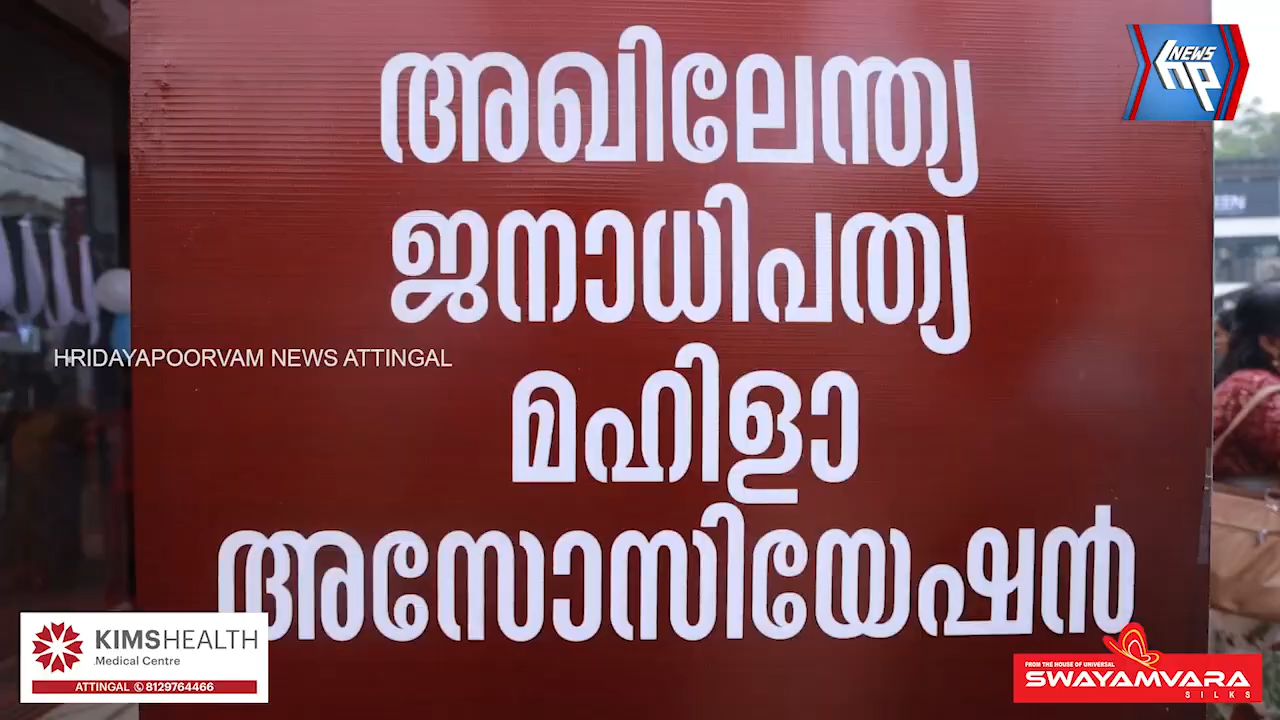 അഖിലേന്ത്യ
ജനാധിപത്യ
മഹിളാ
അസോസിയേഷൻ
NEWS
hp
HRIDAYAPOORVAM NEWS ATTINGAL
KIMSHEALTH
Medical Centre
ATTINGAL 8129764466
FROM THE HOUSE OF UNIVERSAL
SWAYAMVARA
SILKS